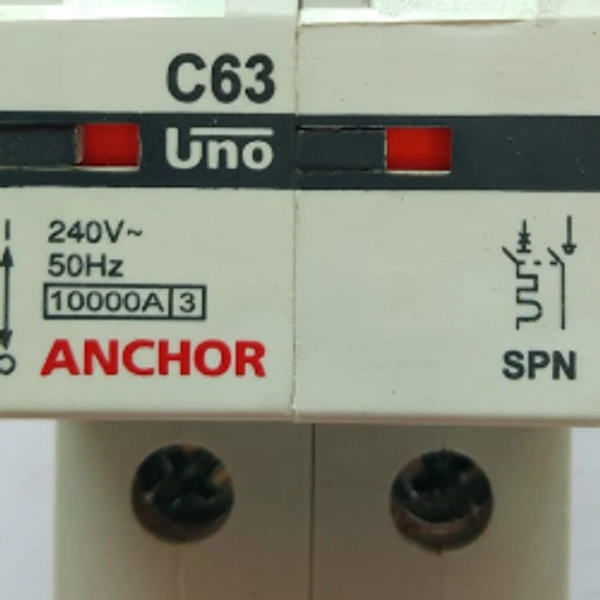 C63
Uno
240V~
50Hz
10000A 3
ANCHOR
SPN